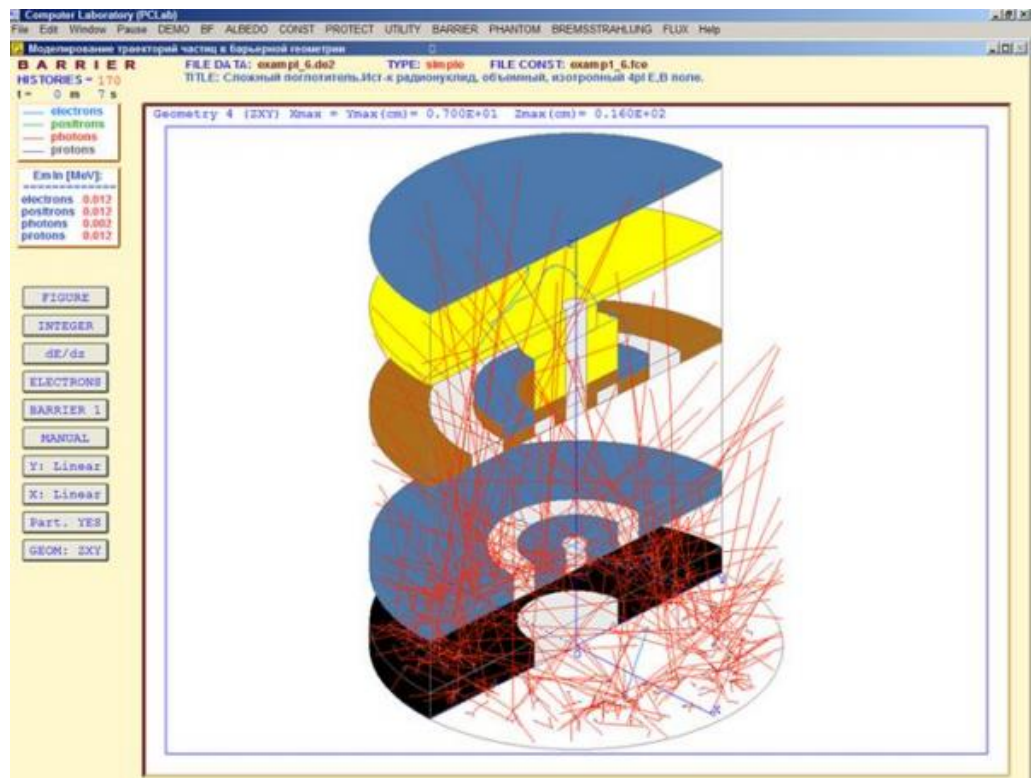 Computer Laboratory (PCLab)
File Edit Window Pause DEMO BF ALBEDO CONST PROTECT UTILITY BARRIER PHANTOM BREMSSTRAHLUNG FLUX Help
Моделирование траекторий частиц в барьерной геометрии
BARRIER FILE DATA: exampl_6.de2 TYPE: simple FILE CONST: examp1_6.fce
HISTORIES = 170 TITLE: Сложный поглотитель.Ист-к радионуклид, объемный, изотропный 4pi E,B поле.
t = 0 m 7 s
electrons
positrons
photons
protons
Geometry 4 (ZXY) Xmax = Ymax(cm)= 0.700E+01 Zmax(cm)= 0.160E+02
Emin [MeV]:
electrons 0.012
positrons 0.012
photons 0.002
protons 0.012
FIGURE
INTEGER
dE/dz
ELECTRONS
BARRIER 1
MANUAL
Y: Linear
X: Linear
Part. YES
GEOM: ZXY